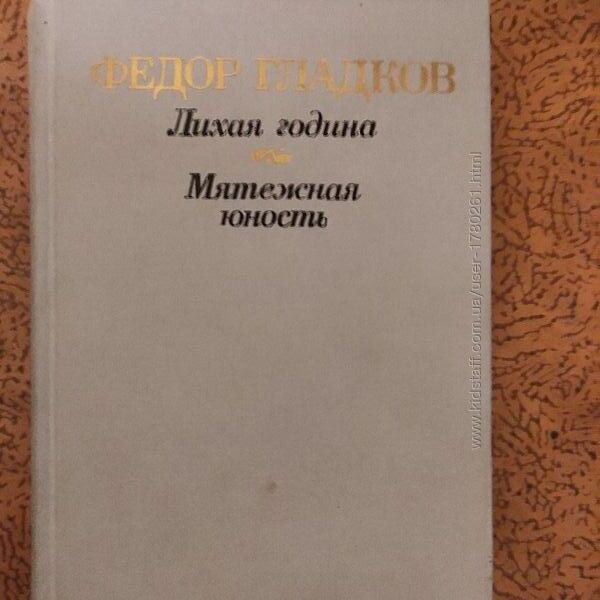 ФЕДОР ГЛАДКОВ
Лихая година
Мятежная
юность
www.kidstaff.com.ua/user-1780261.html